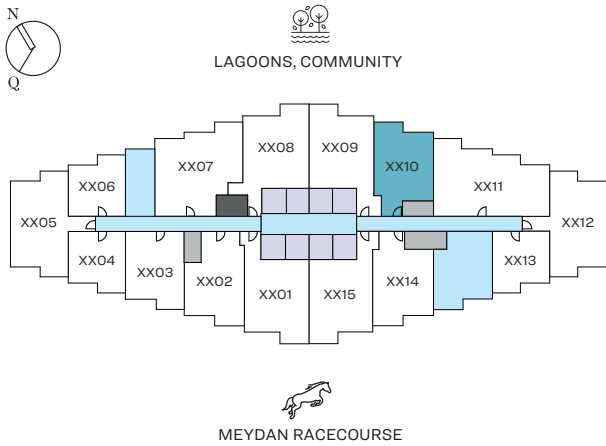 N
Q
LAGOONS, COMMUNITY
XX08
XX09
XX07
XX10
XX06
XX11
XX05
XX12
XX04
XX03
XX02
XX01
XX15
XX14
XX13
MEYDAN RACECOURSE